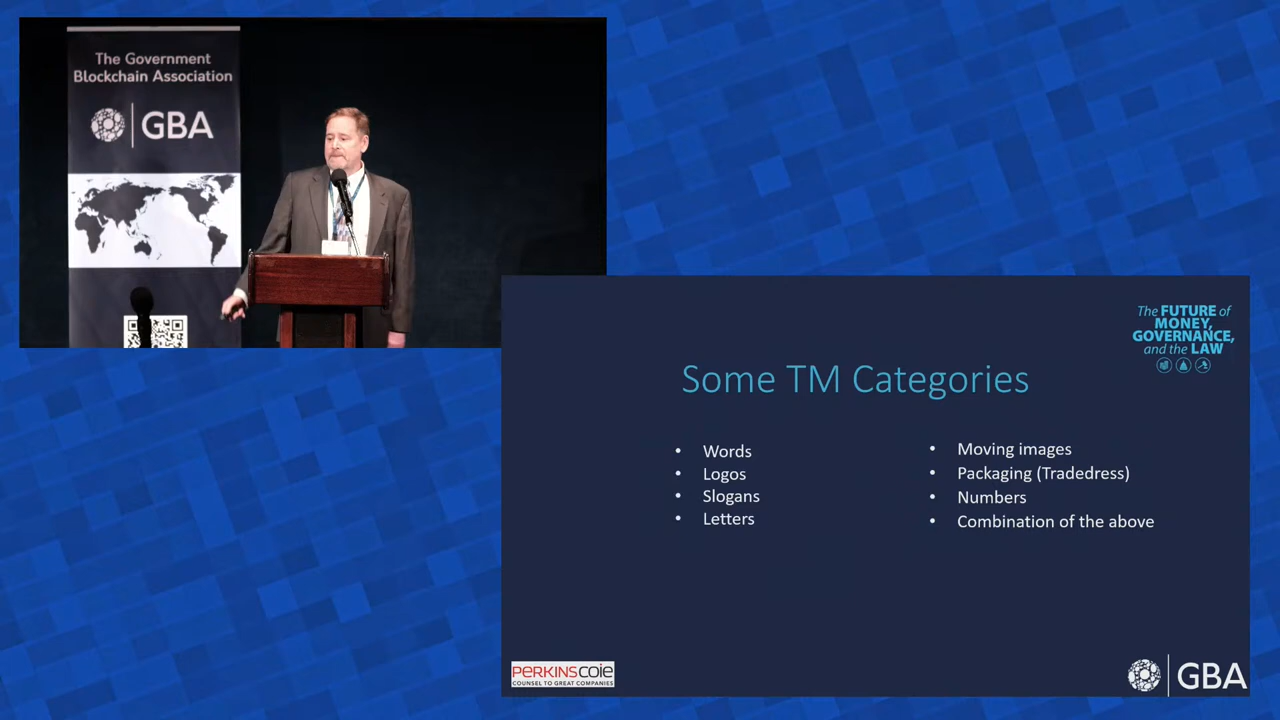 The Government
Blockchain Association
GBA
The FUTURE of
MONEY,
GOVERNANCE,
and the LAW
Some TM Categories
• Words
• Logos
• Slogans
• Letters
• Moving images
• Packaging (Tradedress)
• Numbers
• Combination of the above
PERKINSCOIE
COUNSEL TO GREAT COMPANIES
GBA